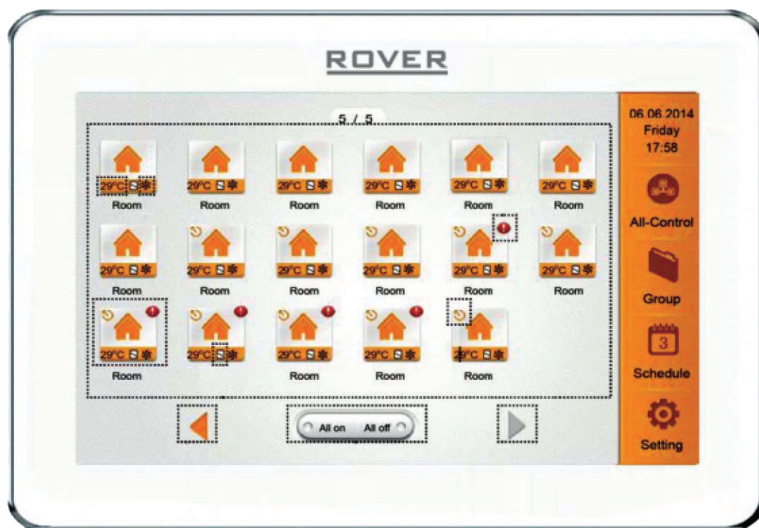 ROVER
5 / 5
29°C 29°C 29°C 29°C 29°C 29°C
Room Room Room Room Room Room
29°C 29°C 29°C 29°C 29°C 29°C
Room Room Room Room Room Room
29°C 29°C 29°C 29°C 29°C
Room Room Room Room
All on All off
06.06.2014
Friday
17:58
All-Control
Group
3
Schedule
Setting